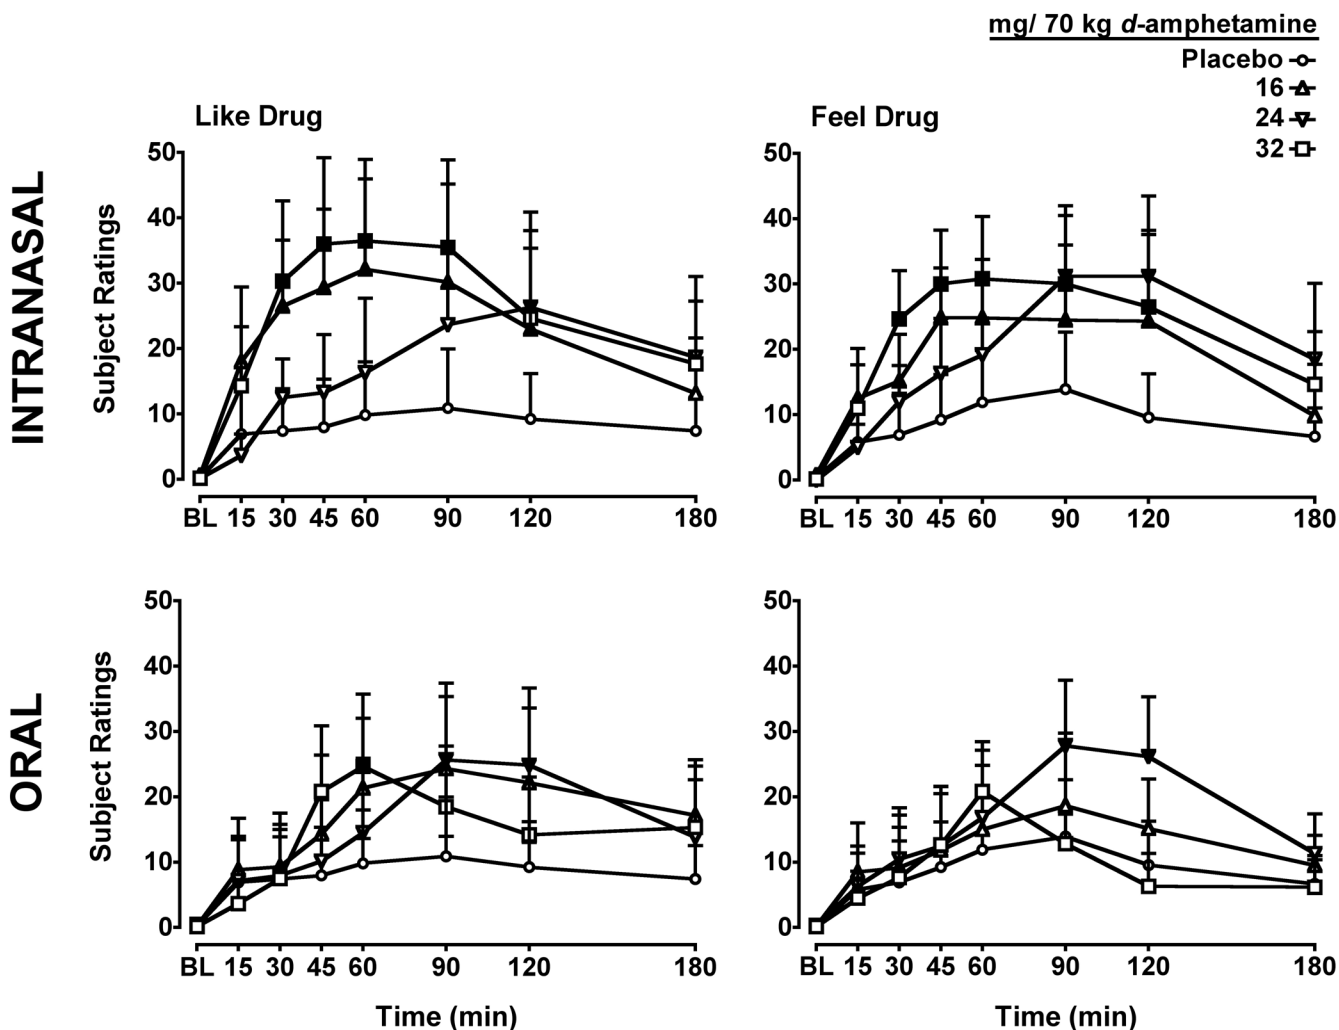 mg/ 70 kg d-amphetamine
Placebo
16
24
32
INTRANASAL
Like Drug
Subject Ratings
50
40
30
20
10
0
BL 15 30 45 60 90 120 180
Feel Drug
50
40
30
20
10
0
BL 15 30 45 60 90 120 180
ORAL
Subject Ratings
50
40
30
20
10
0
BL 15 30 45 60 90 120 180
Time (min)
50
40
30
20
10
0
BL 15 30 45 60 90 120 180
Time (min)